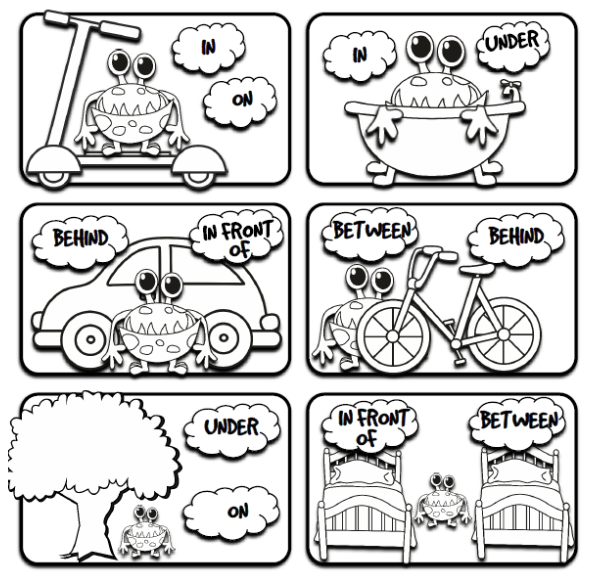 IN
ON
IN
UNDER
BEHIND
IN FRONT
OF
BETWEEN
BEHIND
UNDER
ON
IN FRONT
OF
BETWEEN